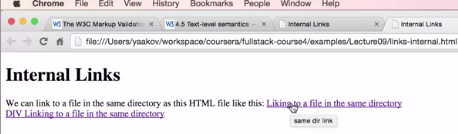 Chrome File Edit View History Bookmarks People Window Help
The W3C Markup Validatio
4.5 Text-level semantics —
Internal Links
Internal Links
file:///Users/yaakov/workspace/coursera/fullstack-course4/examples/Lecture09/links-internal.html
Internal Links
We can link to a file in the same directory as this HTML file like this: Liking to a file in the same directory
DIV Linking to a file in the same directory
same dir link